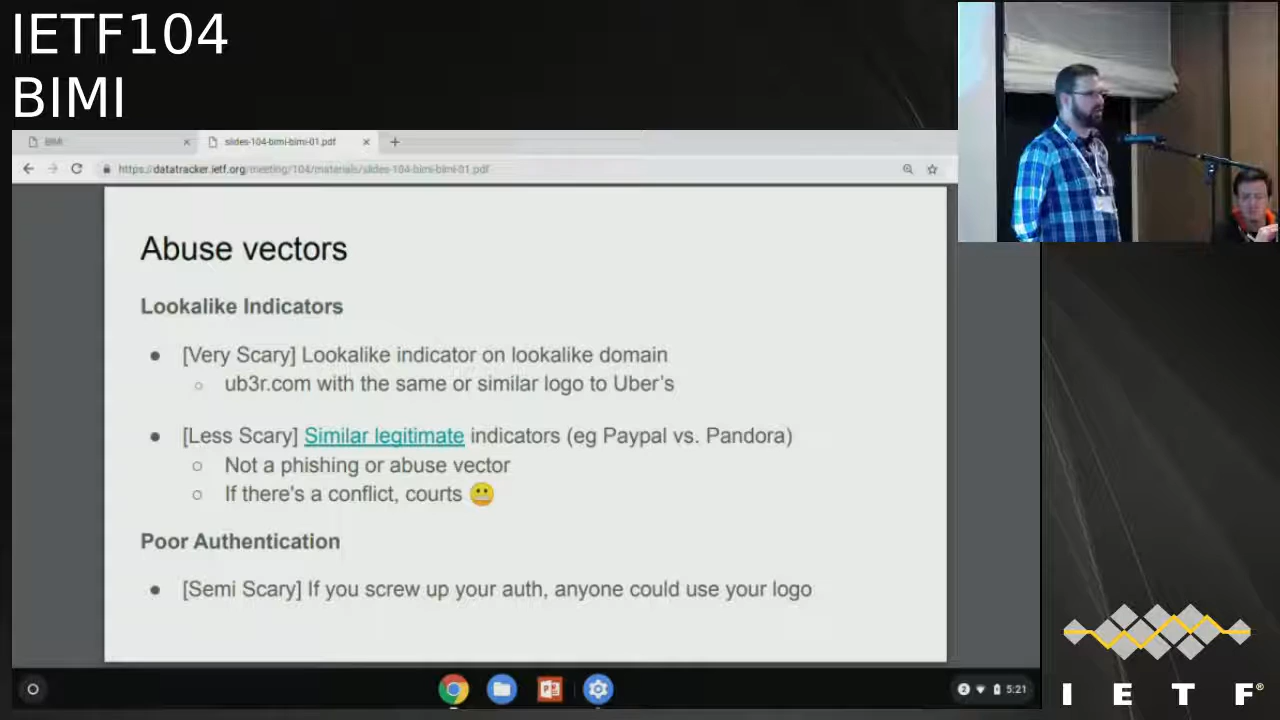 IETF104
BIMI
BIMI
slides-104-bimi-bimi-01.pdf
https://datatracker.ietf.org/meeting/104/materials/slides-104-bimi-bimi-01.pdf
Abuse vectors
Lookalike Indicators
[Very Scary] Lookalike indicator on lookalike domain
ub3r.com with the same or similar logo to Uber's
[Less Scary] Similar legitimate indicators (eg Paypal vs. Pandora)
Not a phishing or abuse vector
If there's a conflict, courts 😬
Poor Authentication
[Semi Scary] If you screw up your auth, anyone could use your logo
2 5:21
I E T F®